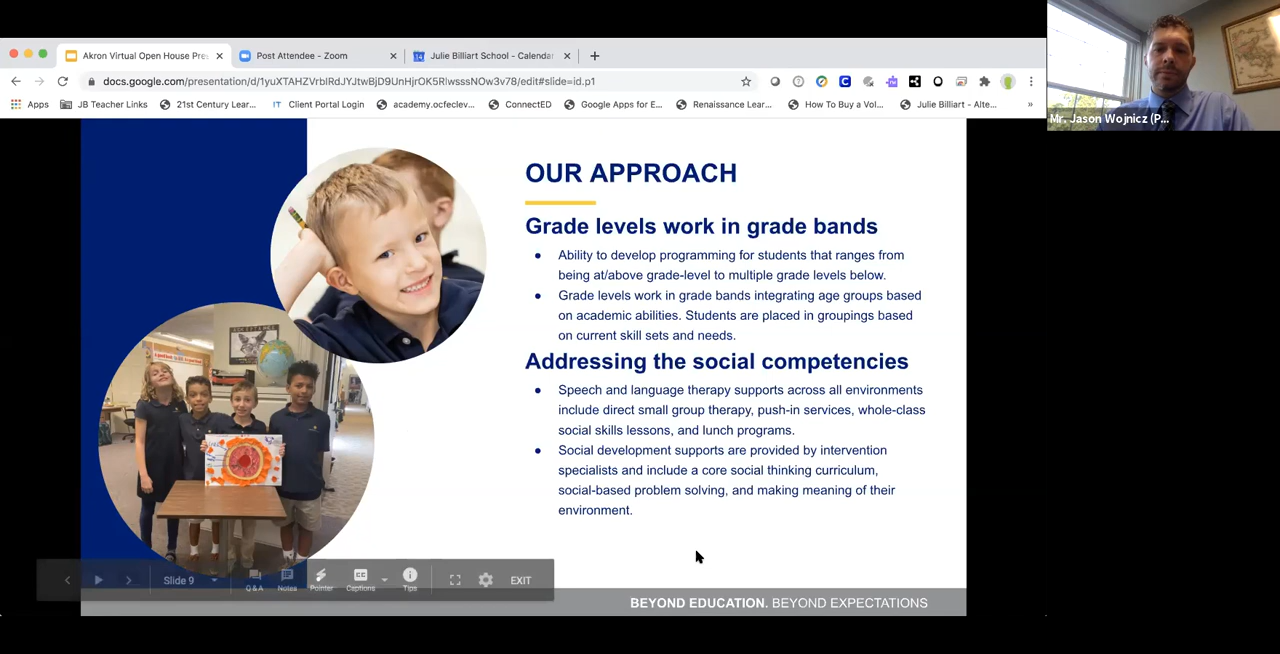 Akron Virtual Open House Pres
Post Attendee - Zoom
Julie Billiart School - Calendar
docs.google.com/presentation/d/1yuXTAHZVrblRdJYJtwBjD9UnHjrOK5RlwssNOw3v78/edit#slide=id.p1
Apps
JB Teacher Links
21st Century Lear...
IT Client Portal Login
academy.ocfeclev...
ConnectED
Google Apps for E...
Renaissance Lear...
How To Buy a Vol...
Julie Billiart - Alte...
»
Mr. Jason Wojnicz (P...
OUR APPROACH
Grade levels work in grade bands
● Ability to develop programming for students that ranges from
being at/above grade-level to multiple grade levels below.
● Grade levels work in grade bands integrating age groups based
on academic abilities. Students are placed in groupings based
on current skill sets and needs.
Addressing the social competencies
● Speech and language therapy supports across all environments
include direct small group therapy, push-in services, whole-class
social skills lessons, and lunch programs.
● Social development supports are provided by intervention
specialists and include a core social thinking curriculum,
social-based problem solving, and making meaning of their
environment.
Slide 9
Q & A
Notes
Pointer
CC
Captions
Tips
EXIT
BEYOND EDUCATION. BEYOND EXPECTATIONS